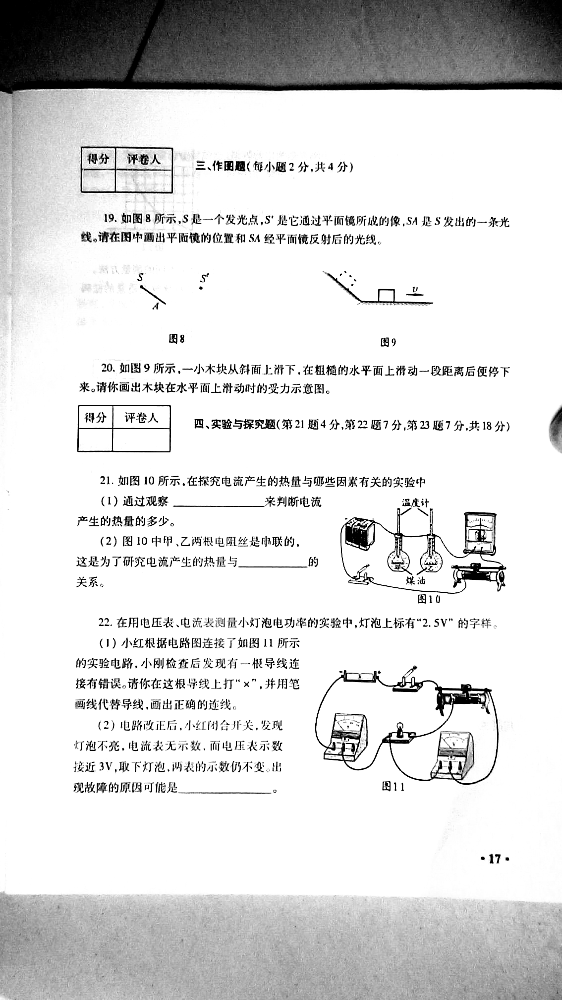 得分 评卷人
三、作图题(每小题2分,共4分)
19. 如图8所示,S是一个发光点,S′是它通过平面镜所成的像,SA是S发出的一条光
线。请在图中画出平面镜的位置和SA经平面镜反射后的光线。
S S′
A
υ
图8
图9
20. 如图9所示,一小木块从斜面上滑下,在粗糙的水平面上滑动一段距离后便停下
来。请你画出木块在水平面上滑动时的受力示意图。
得分 评卷人
四、实验与探究题(第21题4分,第22题7分,第23题7分,共18分)
21. 如图10所示,在探究电流产生的热量与哪些因素有关的实验中
(1) 通过观察 ______________来判断电流
产生的热量的多少。
(2) 图10中甲、乙两根电阻丝是串联的,
这是为了研究电流产生的热量与____________的
关系。
温度计
甲 乙
煤油
图10
22. 在用电压表、电流表测量小灯泡电功率的实验中,灯泡上标有“2.5V”的字样。
(1) 小红根据电路图连接了如图11所示
的实验电路,小刚检查后发现有一根导线连
接有错误。请你在这根导线上打“×”,并用笔
画线代替导线,画出正确的连线。
(2) 电路改正后,小红闭合开关,发现
灯泡不亮,电流表无示数,而电压表示数
接近3V,取下灯泡,两表的示数仍不变。出
现故障的原因可能是________________。
图11
·17·